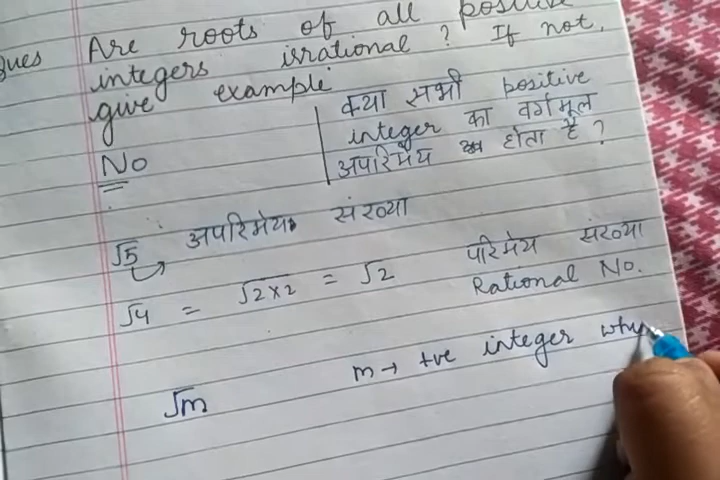 Ques Are roots of all positive
integers irrational ? If not,
give example
क्या सभी positive
integer का वर्गमूल
अपरिमेय होता है ?
No
√5 अपरिमेय संख्या
√4 = √2×2 = √2 परिमेय संख्या
Rational No.
√m m → +ve integer